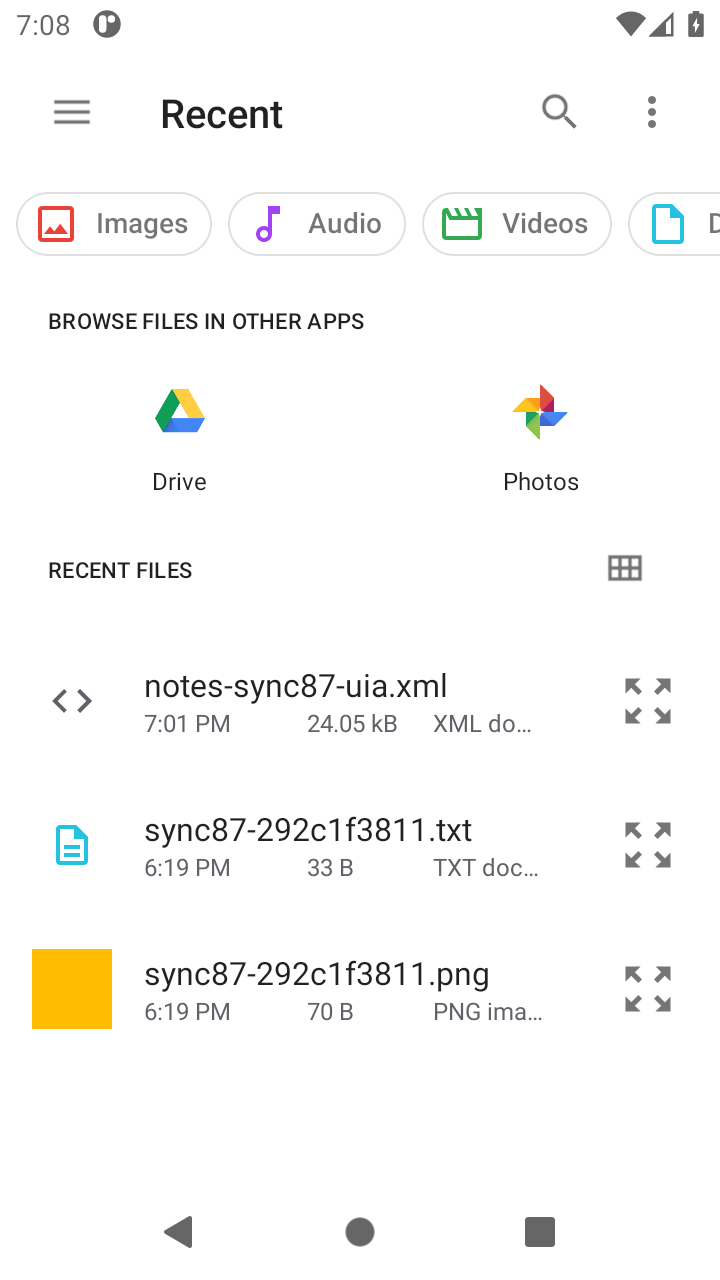 7:08
Recent
Images
Audio
Videos
D
BROWSE FILES IN OTHER APPS
Drive
Photos
RECENT FILES
notes-sync87-uia.xml
7:01 PM 24.05 kB XML do…
sync87-292c1f3811.txt
6:19 PM 33 B TXT doc…
sync87-292c1f3811.png
6:19 PM 70 B PNG ima…